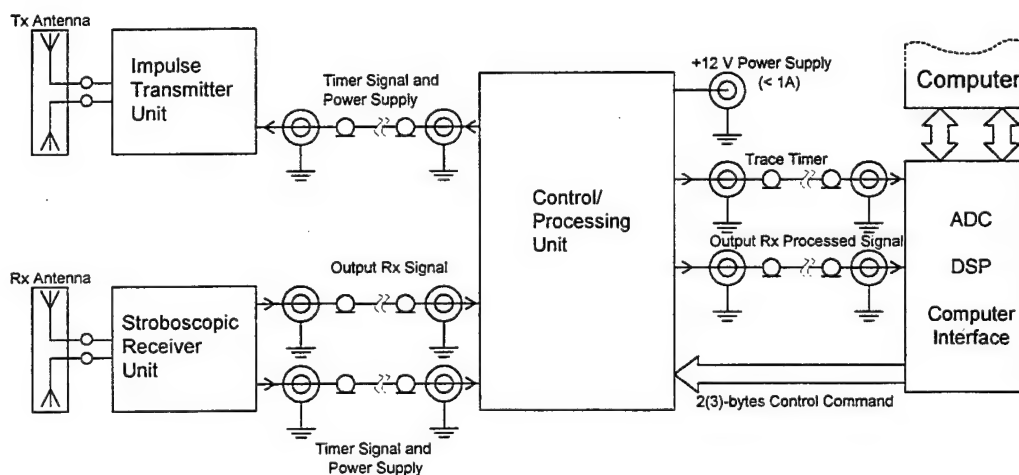 Tx Antenna
Impulse
Transmitter
Unit
Timer Signal and
Power Supply
+12 V Power Supply
(< 1A)
Computer
Trace Timer
Control/
Processing
Unit
ADC
Output Rx Processed Signal
DSP
Computer
Interface
Rx Antenna
Output Rx Signal
Stroboscopic
Receiver
Unit
2(3)-bytes Control Command
Timer Signal and
Power Supply